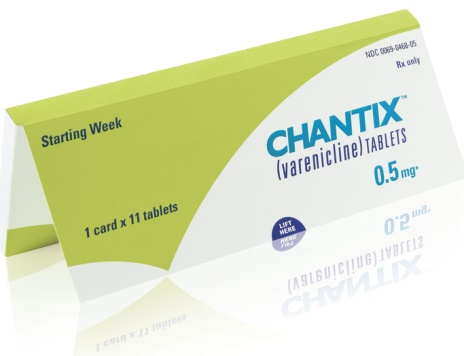 NDC 0069-0468-05
Rx only
Starting Week
CHANTIX™
(varenicline) TABLETS
0.5 mg*
1 card x 11 tablets
LIFT
HERE